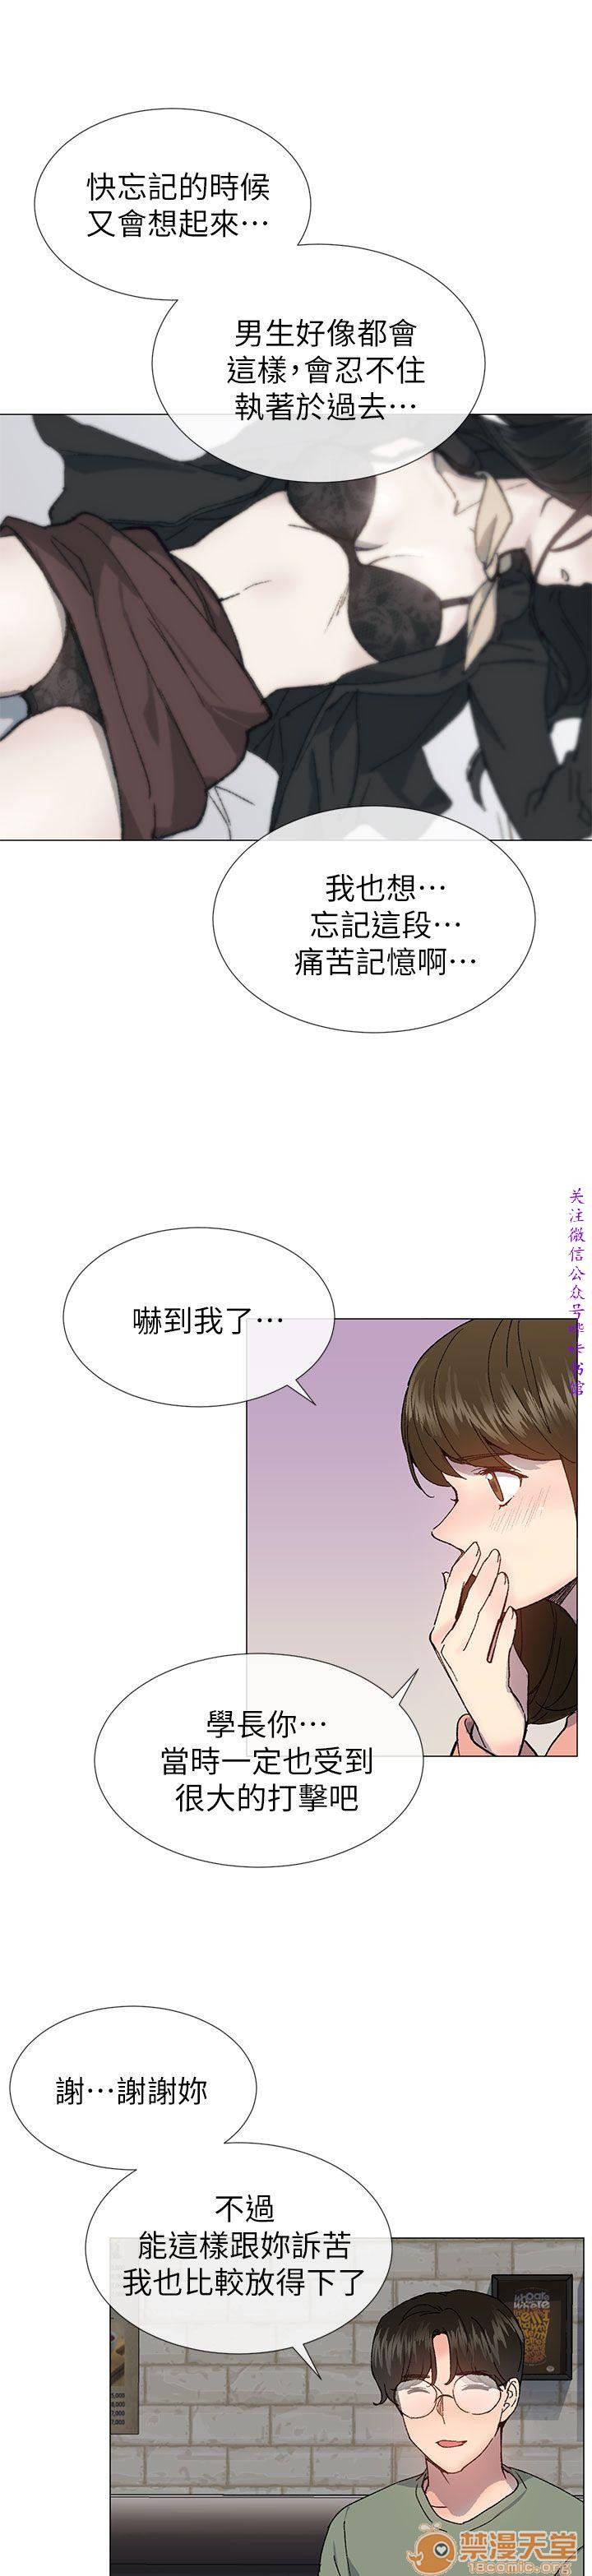 快忘記的時候
又會想起來…
男生好像都會
這樣，會忍不住
執著於過去…
我也想…
忘記這段…
痛苦記憶啊…
关注微信公众号
书馆
嚇到我了…
學長你…
當時一定也受到
很大的打擊吧
謝…謝謝妳
不過
能這樣跟妳訴苦
我也比較放得下了
禁漫天堂
18comic.org